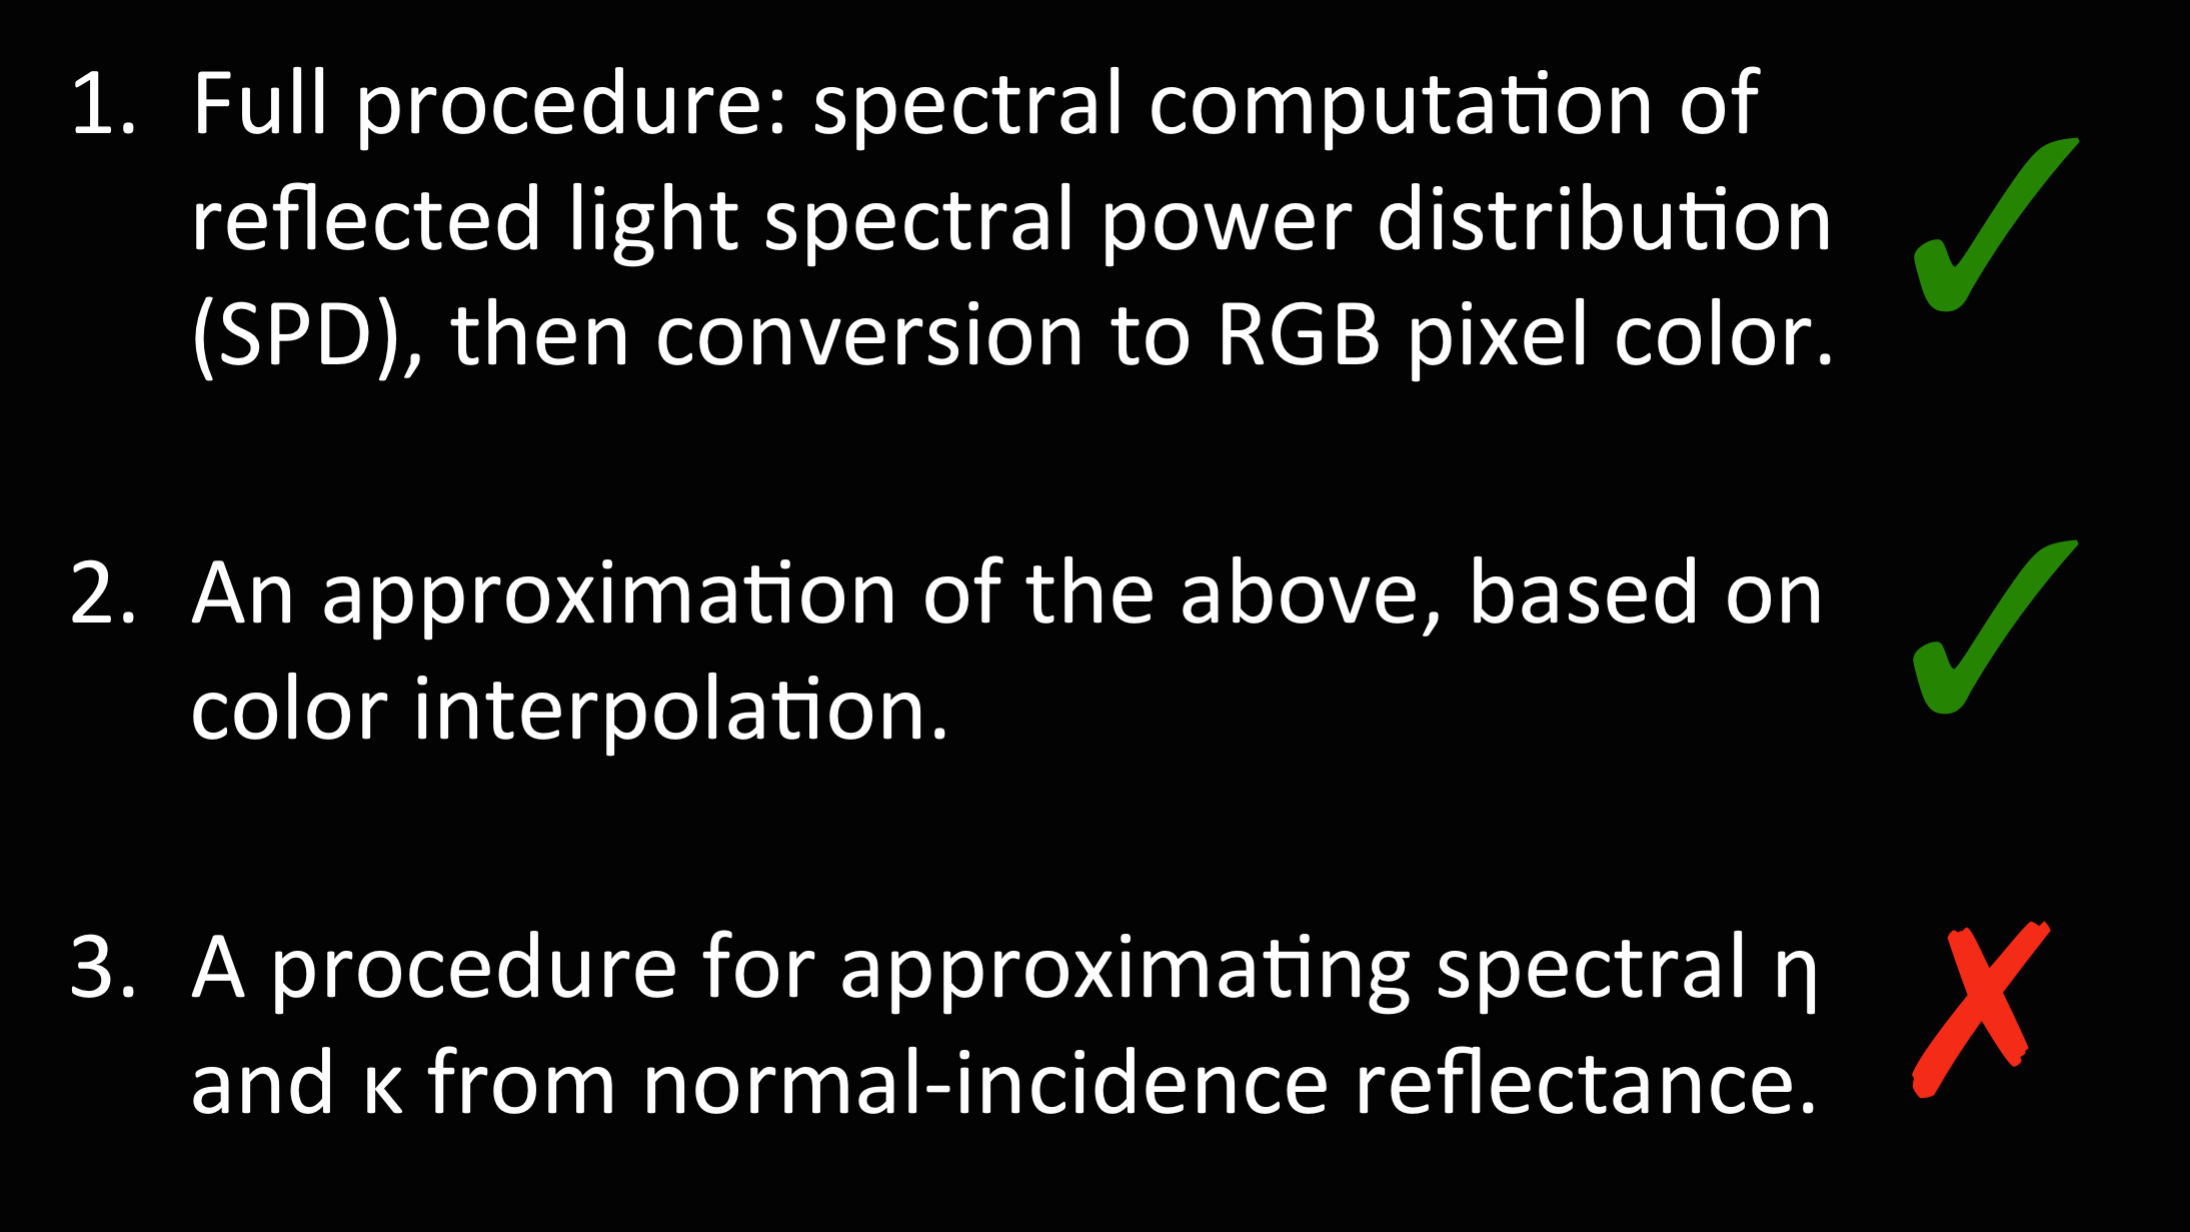 1. Full procedure: spectral computation of
reflected light spectral power distribution
(SPD), then conversion to RGB pixel color.
2. An approximation of the above, based on
color interpolation.
3. A procedure for approximating spectral η
and κ from normal-incidence reflectance.